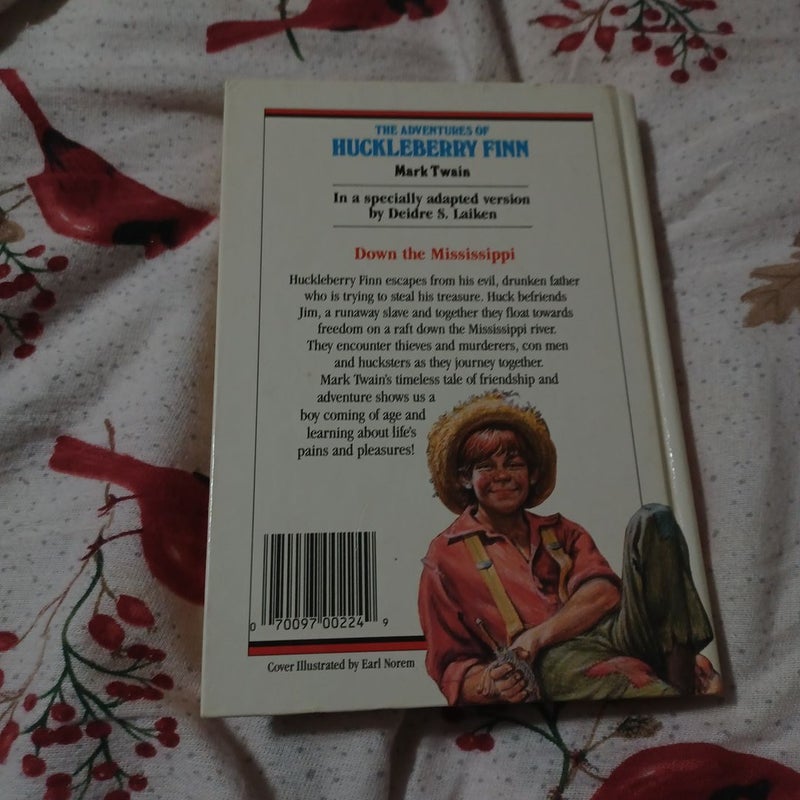 THE ADVENTURES OF
HUCKLEBERRY FINN
Mark Twain
In a specially adapted version
by Deidre S. Laiken
Down the Mississippi
Huckleberry Finn escapes from his evil, drunken father
who is trying to steal his treasure. Huck befriends
Jim, a runaway slave and together they float towards
freedom on a raft down the Mississippi river.
They encounter thieves and murderers, con men
and hucksters as they journey together.
Mark Twain's timeless tale of friendship and
adventure shows us a
boy coming of age and
learning about life's
pains and pleasures!
0 70097 00224 9
Cover Illustrated by Earl Norem